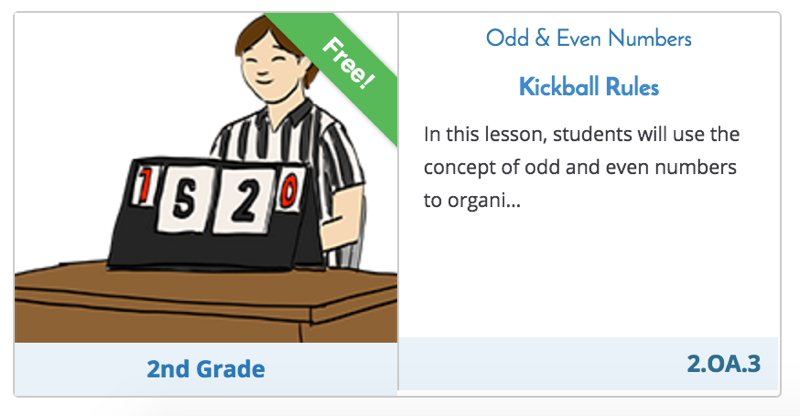 Free!
1 S 2 0
2nd Grade
Odd & Even Numbers
Kickball Rules
In this lesson, students will use the
concept of odd and even numbers
to organi...
2.OA.3